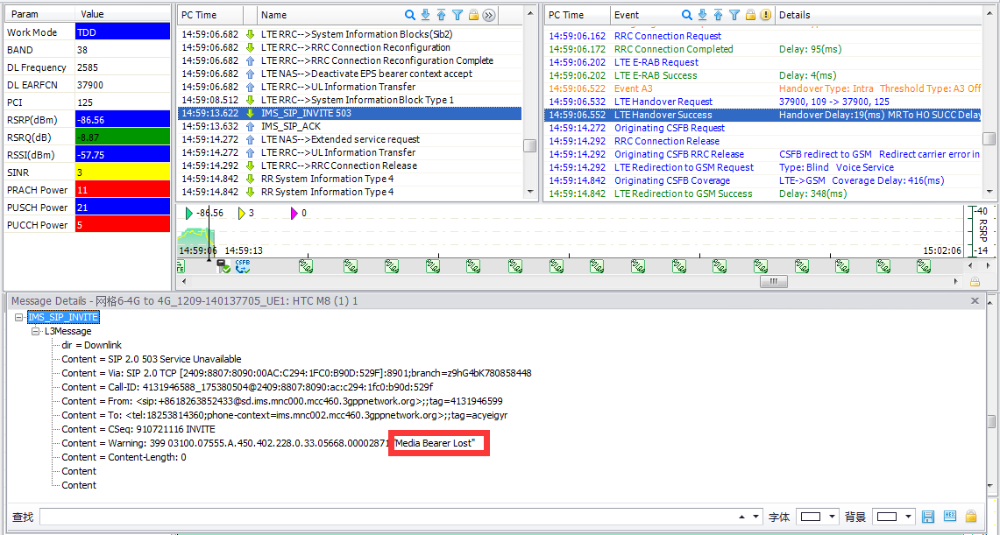 Param Value
Work Mode TDD
BAND 38
DL Frequency 2585
DL EARFCN 37900
PCI 125
RSRP(dBm) -86.56
RSRQ(dB) -8.87
RSSI(dBm) -57.75
SINR 3
PRACH Power 11
PUSCH Power 21
PUCCH Power 5
PC Time Name
14:59:06.682 LTE RRC-->System Information Blocks(Sib2)
14:59:06.682 LTE RRC-->RRC Connection Reconfiguration
14:59:06.682 LTE RRC-->RRC Connection Reconfiguration Complete
14:59:06.682 LTE NAS-->Deactivate EPS bearer context accept
14:59:06.682 LTE RRC-->UL Information Transfer
14:59:08.512 LTE RRC-->System Information Block Type 1
14:59:13.622 IMS_SIP_INVITE 503
14:59:13.632 IMS_SIP_ACK
14:59:14.272 LTE NAS-->Extended service request
14:59:14.272 LTE RRC-->UL Information Transfer
14:59:14.292 LTE RRC-->RRC Connection Release
14:59:14.842 RR System Information Type 4
14:59:14.842 RR System Information Type 4
PC Time Event Details
14:59:06.162 RRC Connection Request
14:59:06.172 RRC Connection Completed Delay: 95(ms)
14:59:06.202 LTE E-RAB Request
14:59:06.202 LTE E-RAB Success Delay: 4(ms)
14:59:06.522 Event A3 Handover Type: Intra Threshold Type: A3 Off
14:59:06.532 LTE Handover Request 37900, 109 -> 37900, 125
14:59:06.552 LTE Handover Success Handover Delay:19(ms) MR To HO SUCC Delay
14:59:14.272 Originating CSFB Request
14:59:14.292 RRC Connection Release
14:59:14.292 Originating CSFB RRC Release CSFB redirect to GSM Redirect carrier error in
14:59:14.292 LTE Redirection to GSM Request Type: Blind Voice Service
14:59:14.842 Originating CSFB Coverage LTE->GSM Coverage Delay: 416(ms)
14:59:14.842 LTE Redirection to GSM Success Delay: 348(ms)
-86.56 3 0
-40
RSRP
-14
14:59:06 14:59:13 15:02:06
CSFB
Message Details - 网格6-4G to 4G_1209-140137705_UE1: HTC M8 (1) 1
IMS_SIP_INVITE
L3Message
dir = Downlink
Content = SIP 2.0 503 Service Unavailable
Content = Via: SIP 2.0 TCP [2409:8807:8090:00AC:C294:1FC0:B90D:529F]:8901;branch=z9hG4bK780858448
Content = Call-ID: 4131946588_175380504@2409:8807:8090:ac:c294:1fc0:b90d:529f
Content = From: <sip:+8618263852433@sd.ims.mnc000.mcc460.3gppnetwork.org>;;tag=4131946599
Content = To: <tel:18253814360;phone-context=ims.mnc002.mcc460.3gppnetwork.org>;;tag=acyeigyr
Content = CSeq: 910721116 INVITE
Content = Warning: 399 03100.07555.A.450.402.228.0.33.05668.00002871 "Media Bearer Lost"
Content = Content-Length: 0
Content
Content
查找 字体 背景 HEX